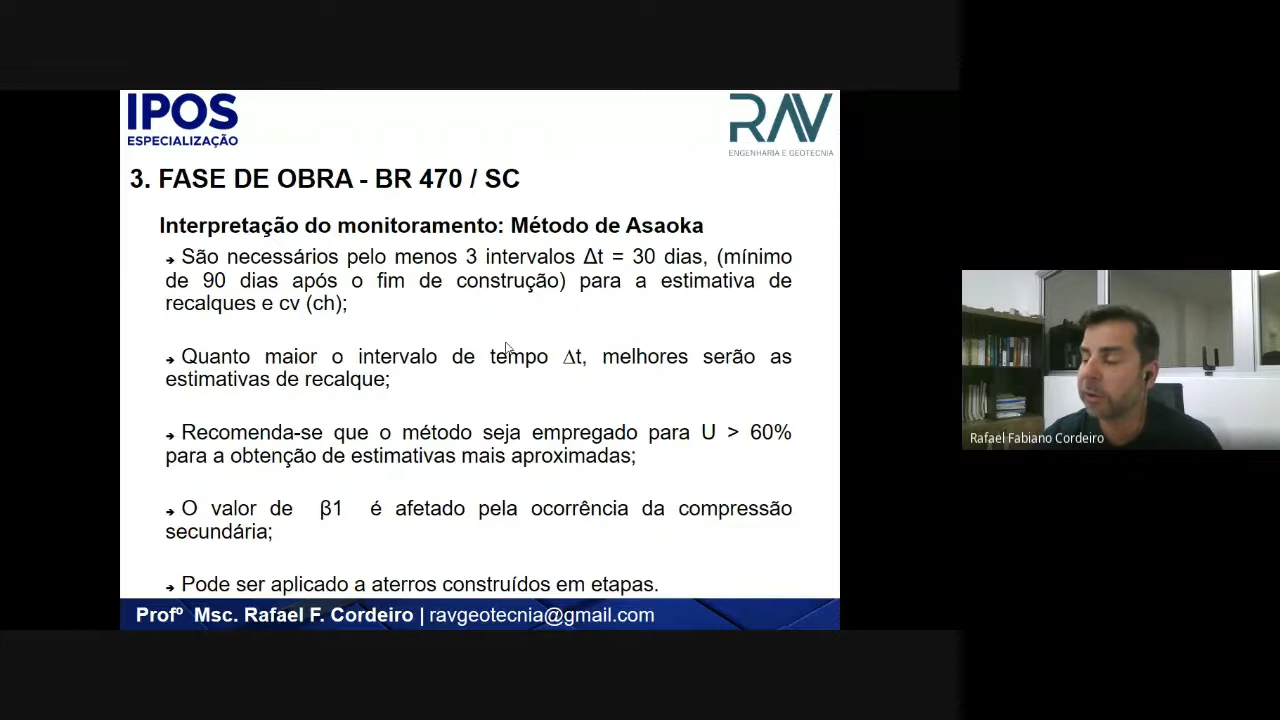 IPOS
ESPECIALIZAÇÃO
RAV
ENGENHARIA E GEOTECNIA
3. FASE DE OBRA - BR 470 / SC
Interpretação do monitoramento: Método de Asaoka
➔ São necessários pelo menos 3 intervalos Δt = 30 dias, (mínimo
de 90 dias após o fim de construção) para a estimativa de
recalques e cv (ch);
➔ Quanto maior o intervalo de tempo Δt, melhores serão as
estimativas de recalque;
➔ Recomenda-se que o método seja empregado para U > 60%
para a obtenção de estimativas mais aproximadas;
➔ O valor de β1 é afetado pela ocorrência da compressão
secundária;
➔ Pode ser aplicado a aterros construídos em etapas.
Profº Msc. Rafael F. Cordeiro | ravgeotecnia@gmail.com
Rafael Fabiano Cordeiro